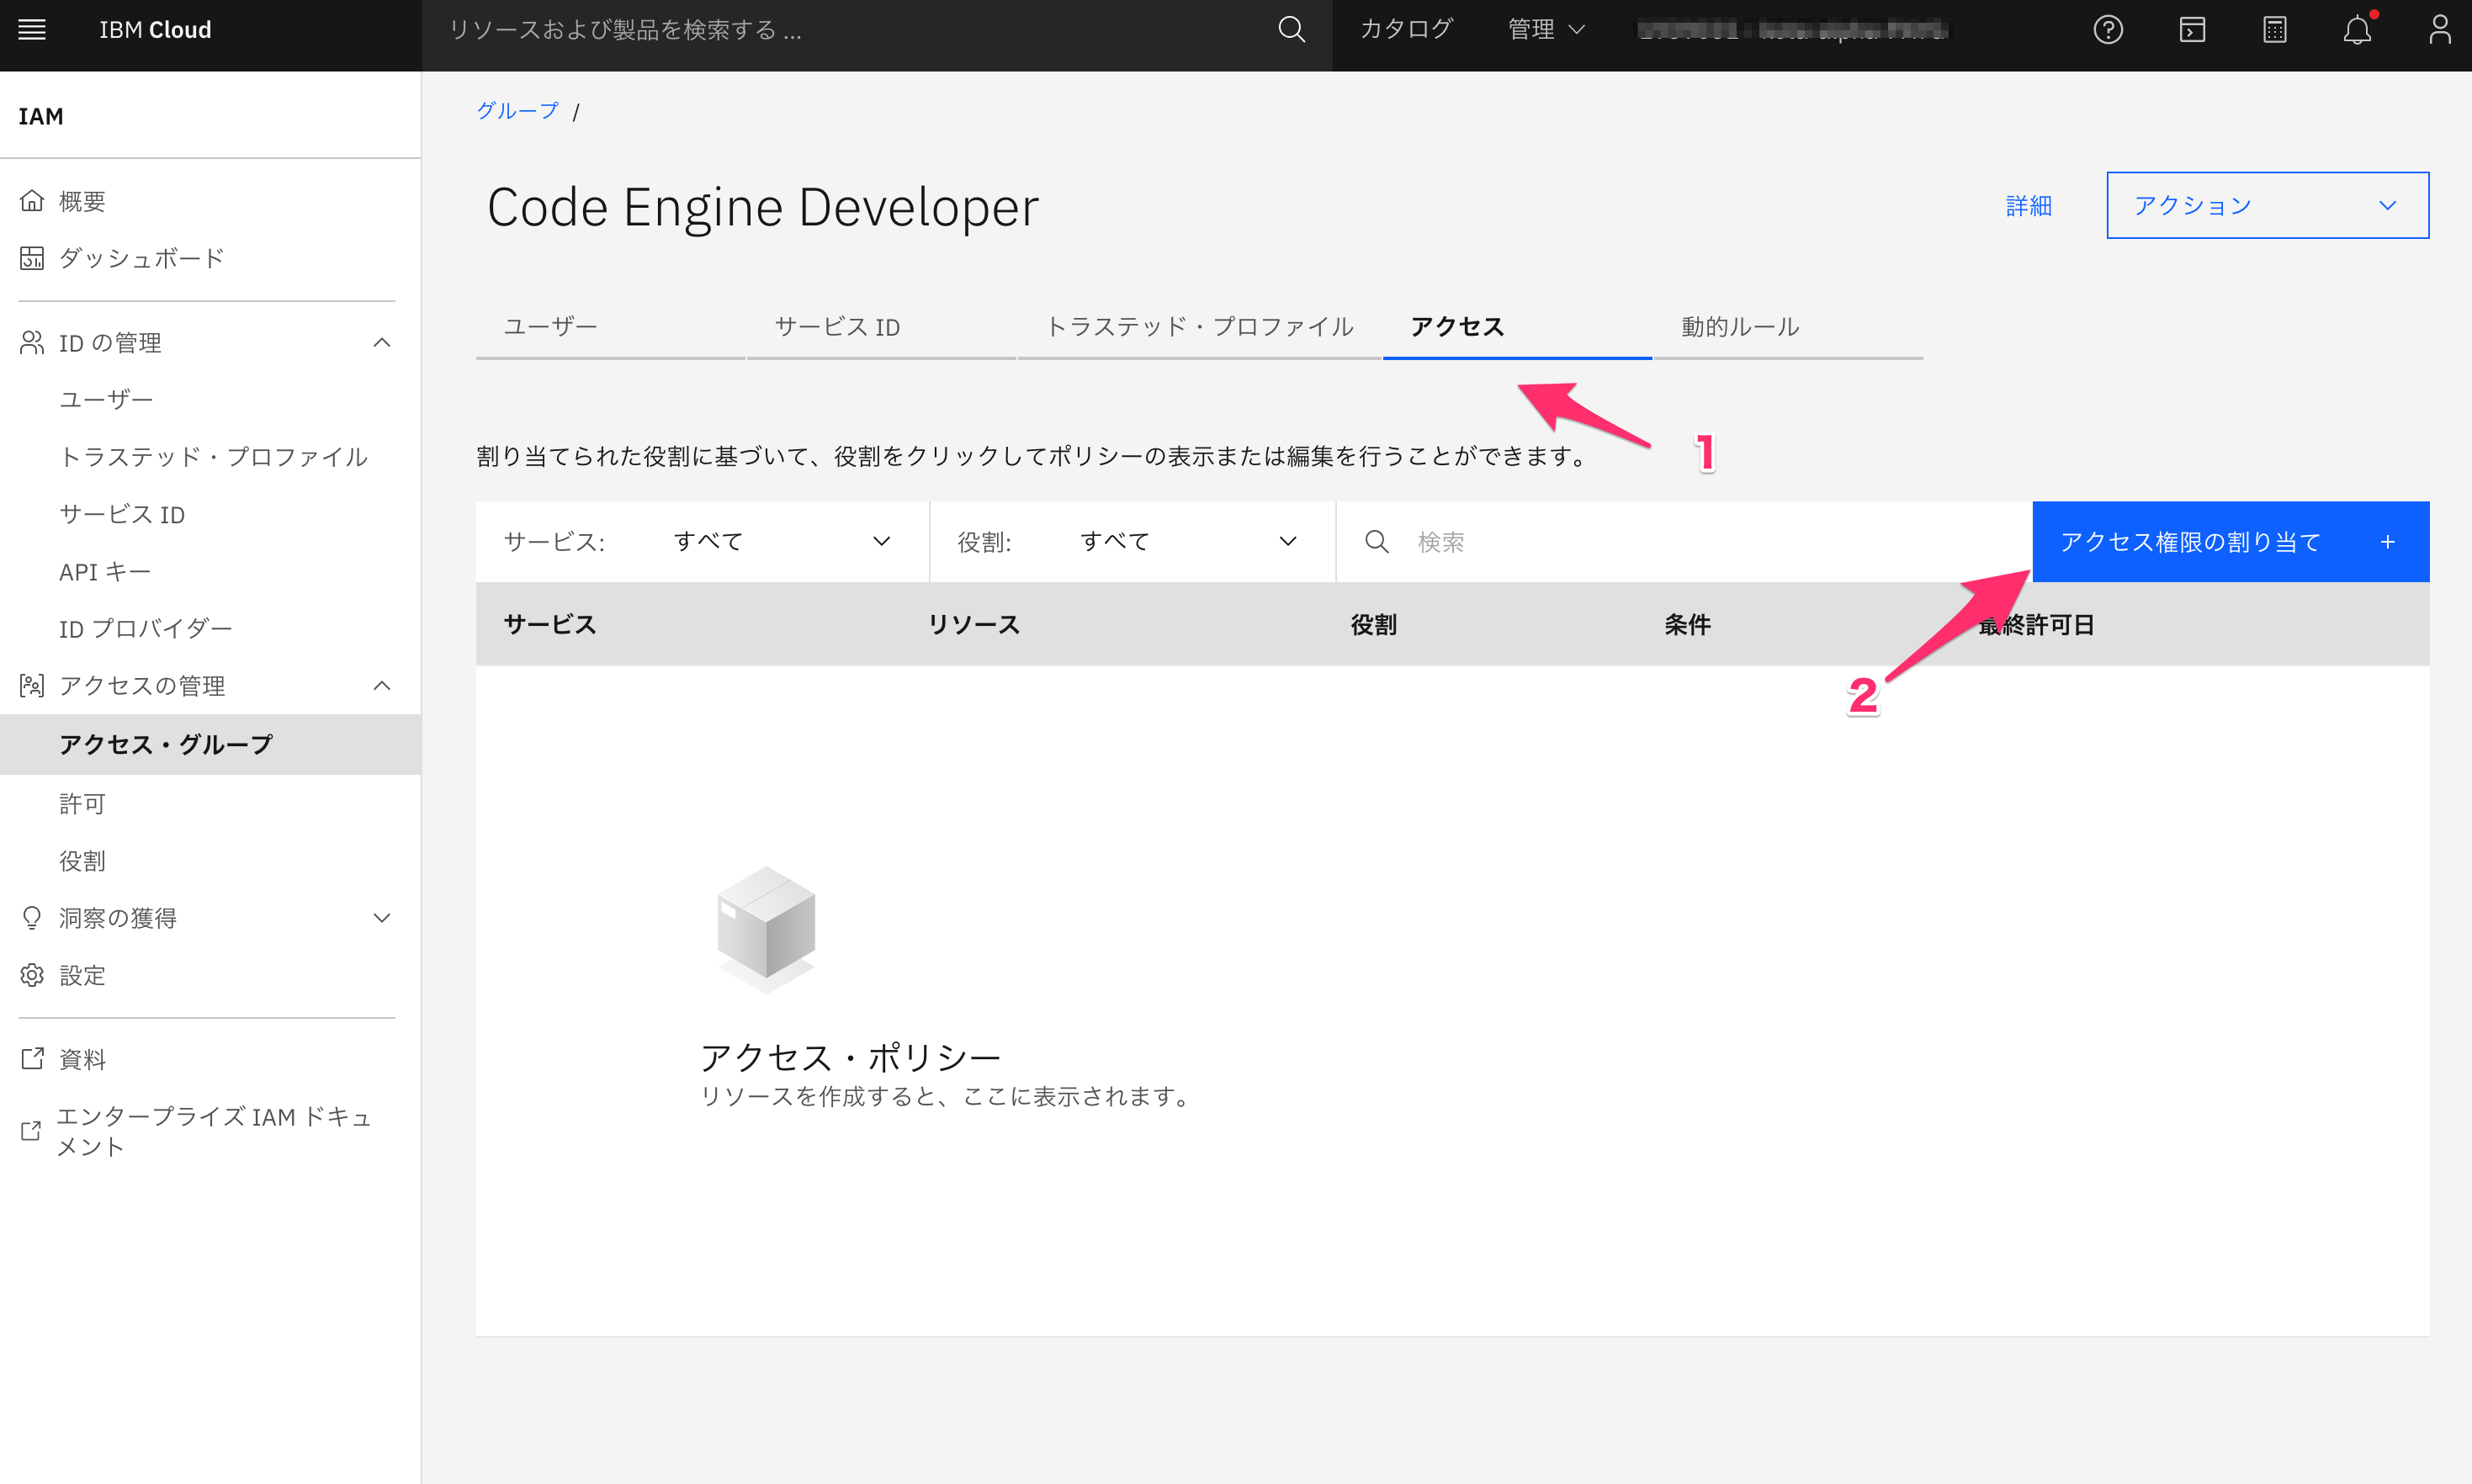 IBM Cloud
リソースおよび製品を検索する ...
カタログ
管理
IAM
概要
ダッシュボード
ID の管理
ユーザー
トラステッド・プロファイル
サービス ID
API キー
ID プロバイダー
アクセスの管理
アクセス・グループ
許可
役割
洞察の獲得
設定
資料
エンタープライズ IAM ドキュ
メント
グループ /
Code Engine Developer
詳細
アクション
ユーザー
サービス ID
トラステッド・プロファイル
アクセス
動的ルール
1
割り当てられた役割に基づいて、役割をクリックしてポリシーの表示または編集を行うことができます。
サービス: すべて
役割: すべて
検索
アクセス権限の割り当て +
サービス
リソース
役割
条件
最終許可日
2
アクセス・ポリシー
リソースを作成すると、ここに表示されます。